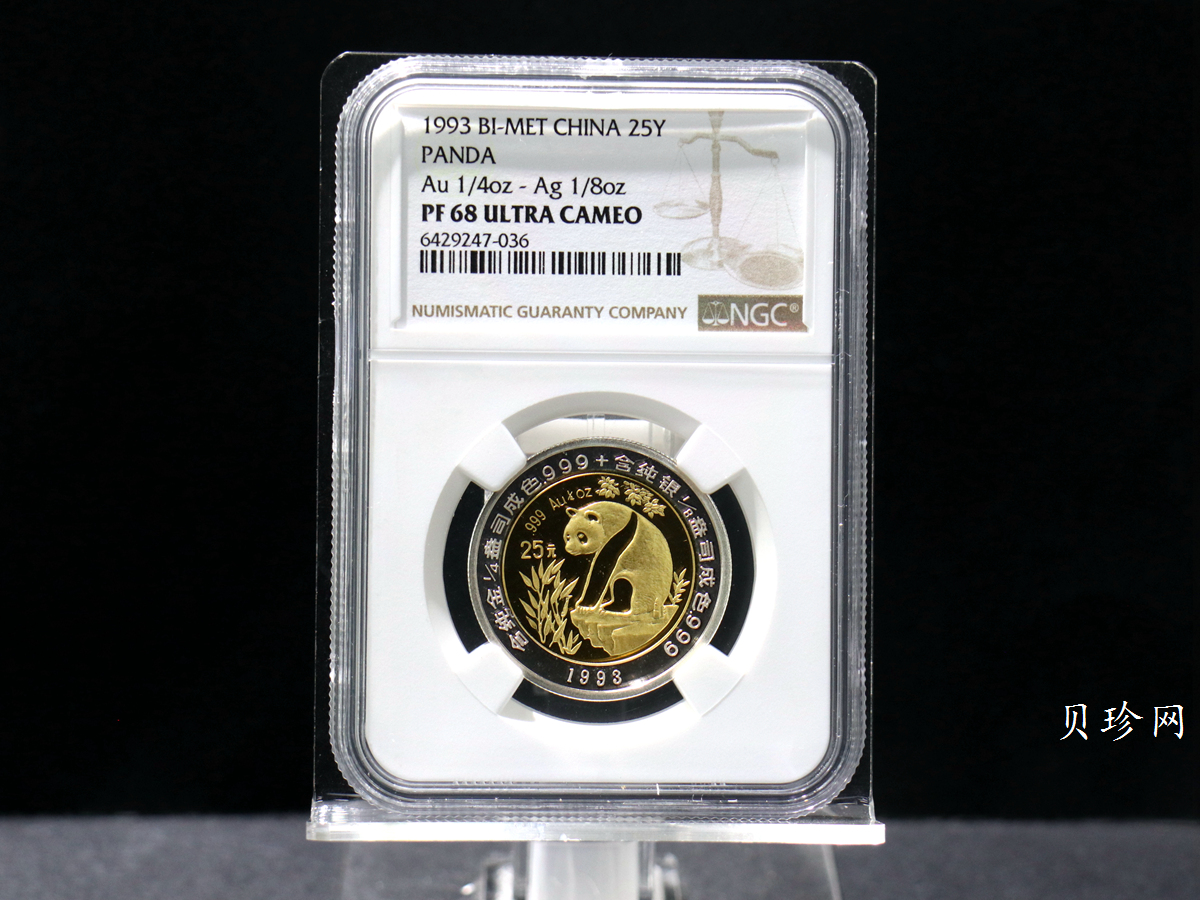 1993 BI-MET CHINA 25Y
PANDA
Au 1/4oz - Ag 1/8oz
PF 68 ULTRA CAMEO
6429247-036
NUMISMATIC GUARANTY COMPANY
NGC®
含纯金1/4盎司成色.999+含纯银1/8盎司成色.999
.999 Au¼oz
25元
1993
贝珍网